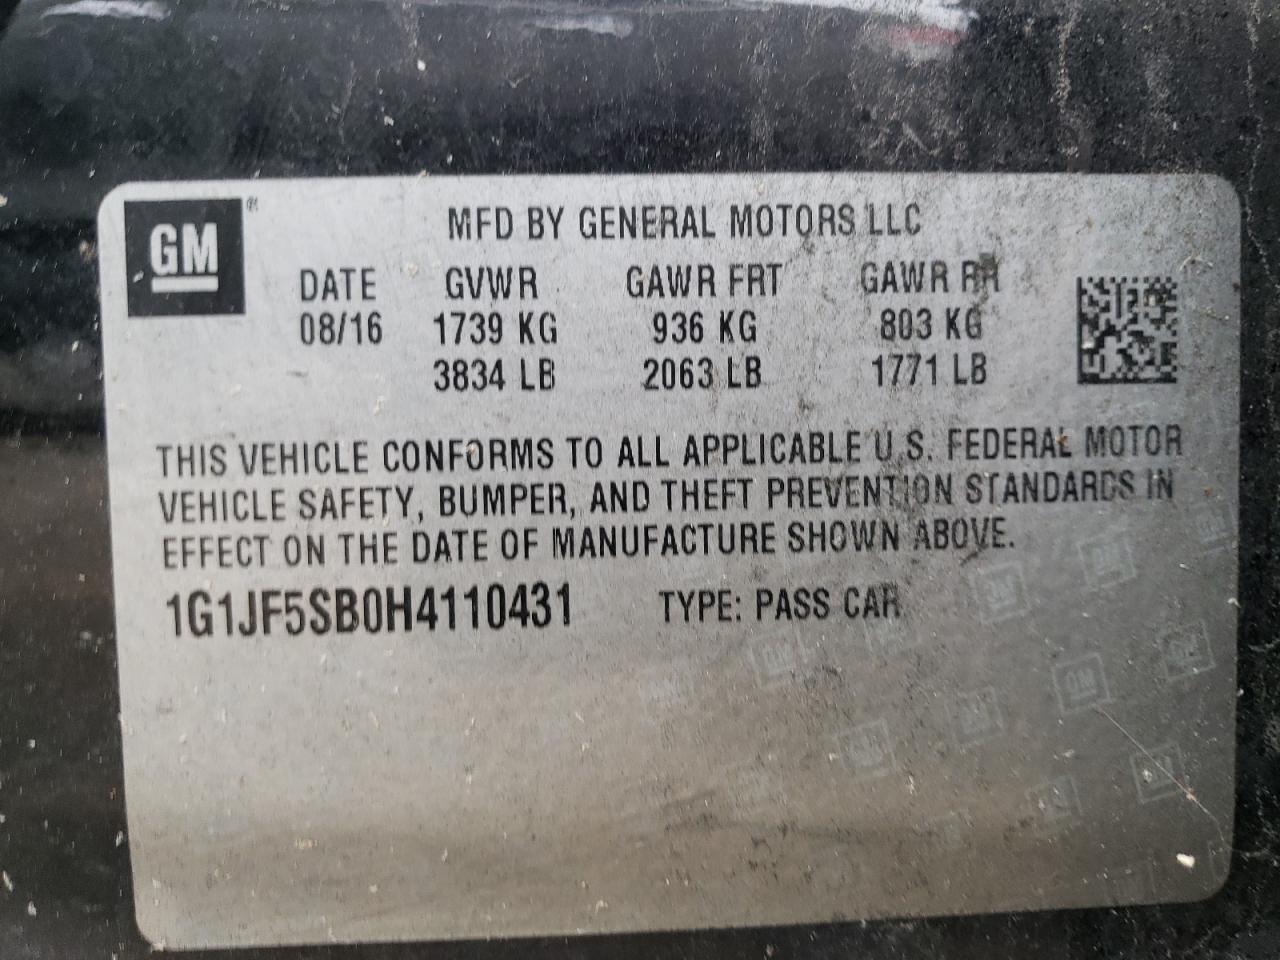 GM®
MFD BY GENERAL MOTORS LLC
DATE GVWR GAWR FRT GAWR RR
08/16 1739 KG 936 KG 803 KG
3834 LB 2063 LB 1771 LB
THIS VEHICLE CONFORMS TO ALL APPLICABLE U.S. FEDERAL MOTOR
VEHICLE SAFETY, BUMPER, AND THEFT PREVENTION STANDARDS IN
EFFECT ON THE DATE OF MANUFACTURE SHOWN ABOVE.
1G1JF5SB0H4110431 TYPE: PASS CAR